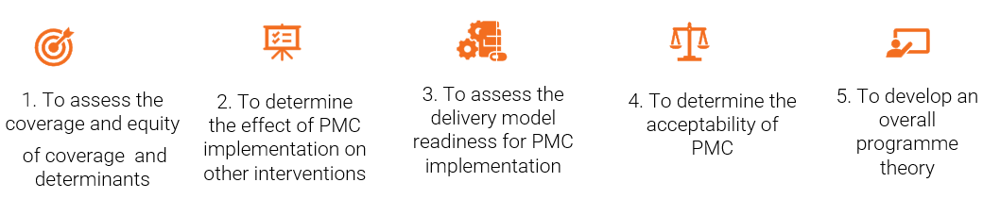 1. To assess the
coverage and equity
of coverage and
determinants
2. To determine
the effect of PMC
implementation on
other interventions
3. To assess the
delivery model
readiness for PMC
implementation
4. To determine the
acceptability of
PMC
5. To develop an
overall
programme
theory